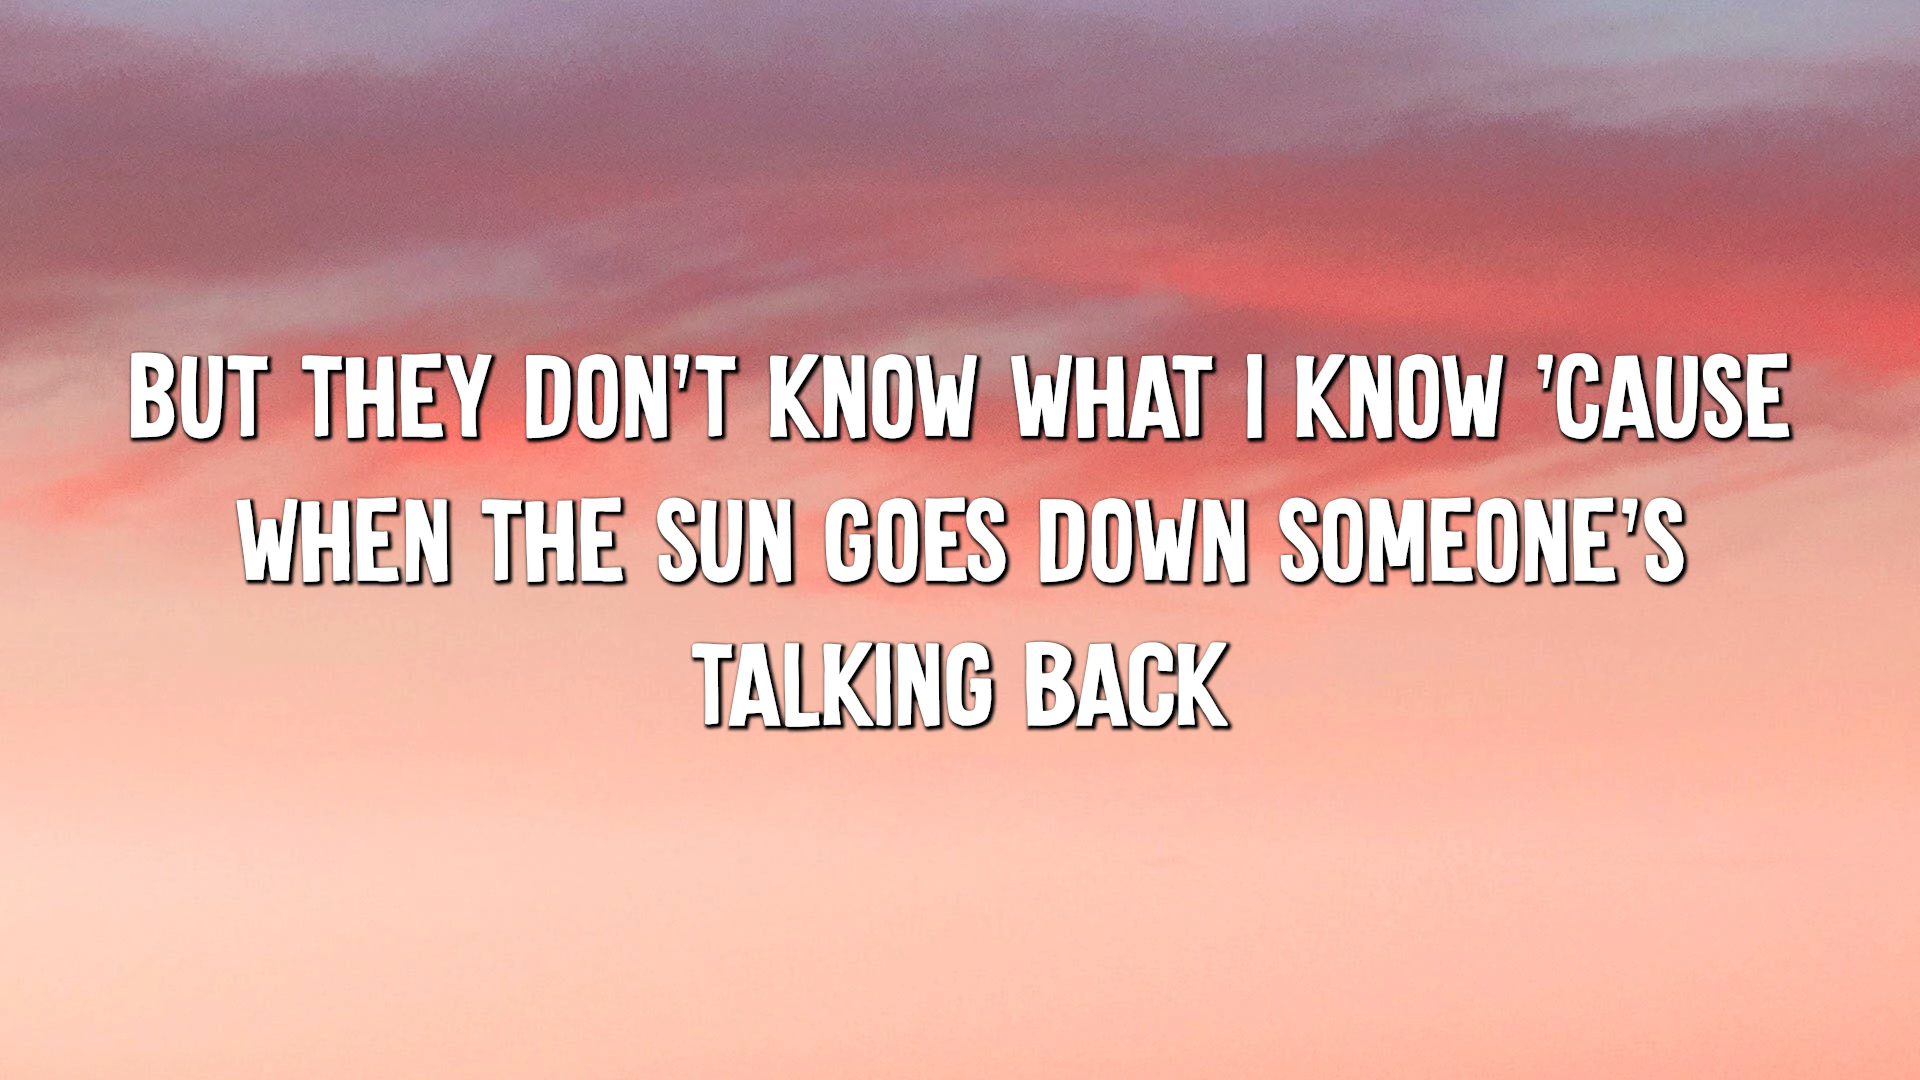 BUT THEY DON'T KNOW WHAT I KNOW 'CAUSE
WHEN THE SUN GOES DOWN SOMEONE'S
TALKING BACK